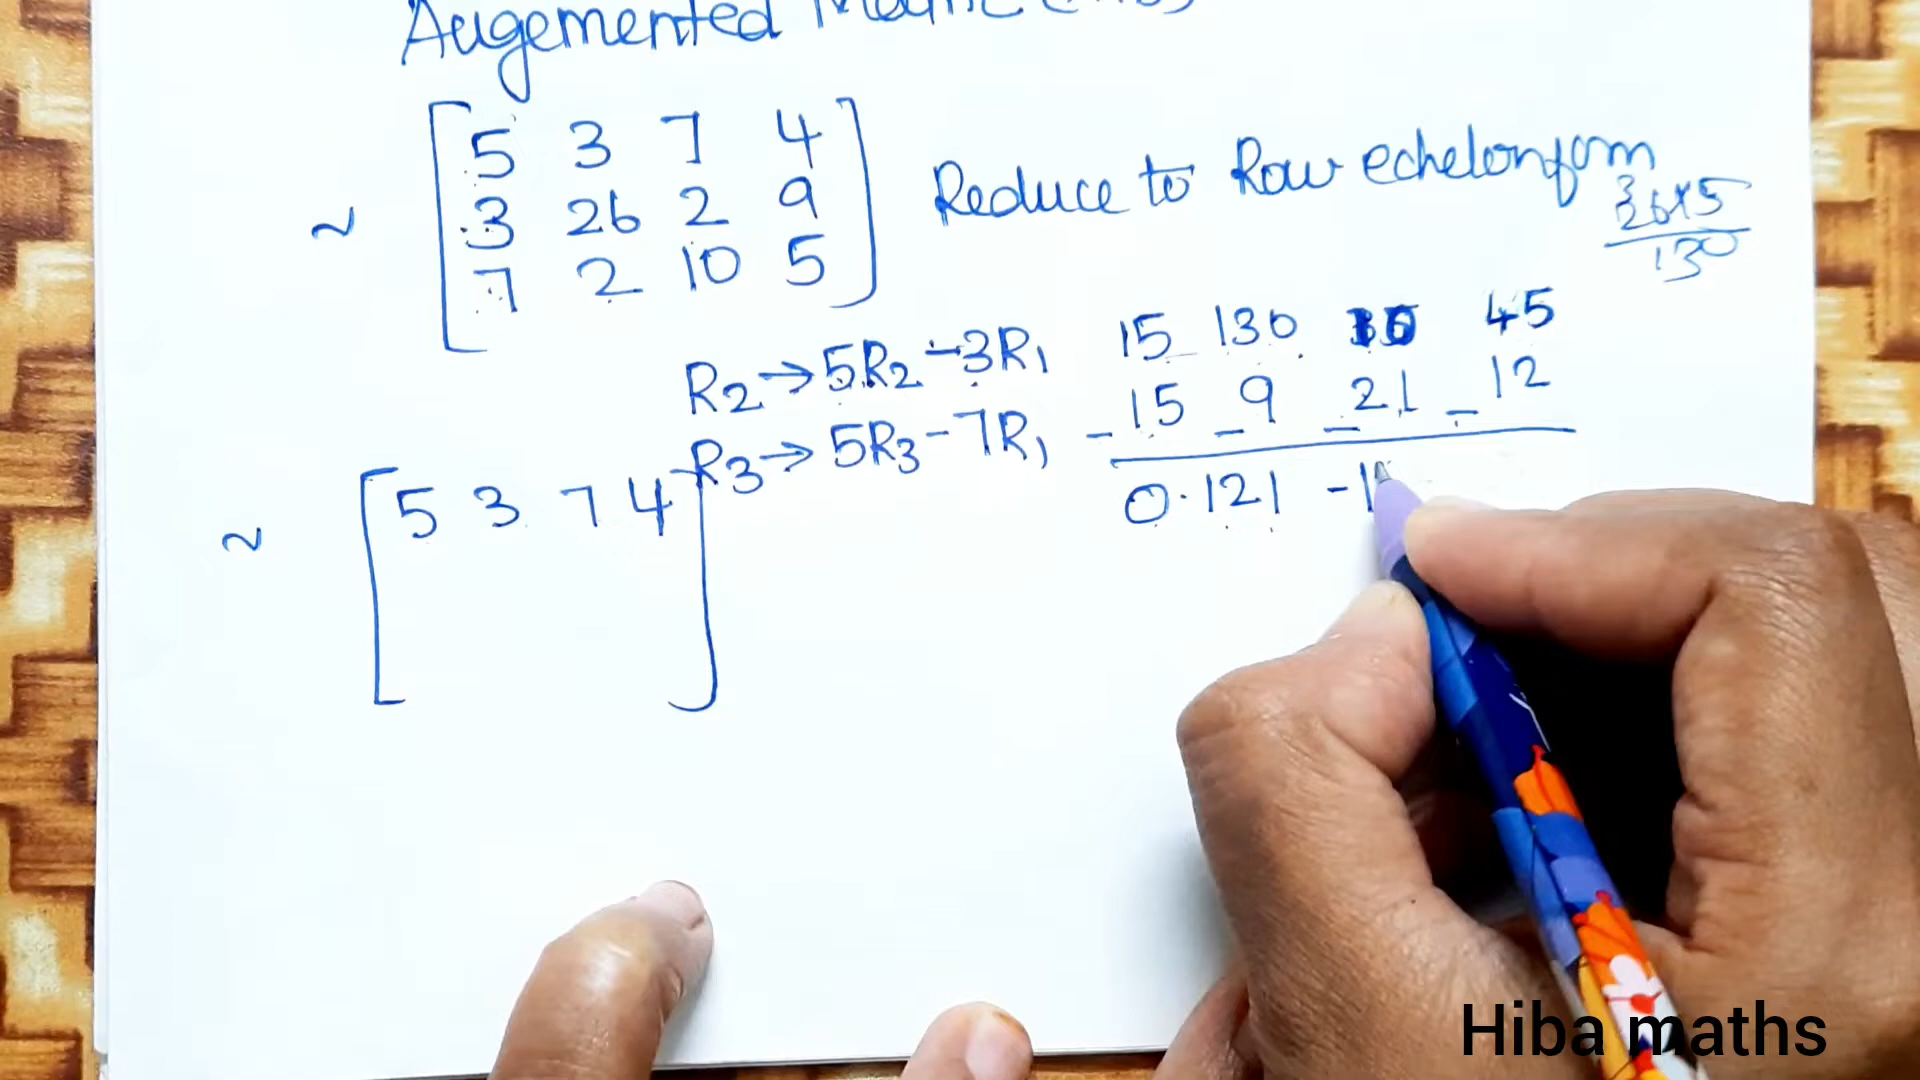 Augemented
5 3 7 4
~ 3 26 2 9 Reduce to Row echelonform
7 2 10 5
26x5
130
R2→5R2-3R1 15 130 10 45
R3→5R3-7R1 -15 -9 -21 -12
~ 5 3 7 4
0 121 -1
Hiba maths